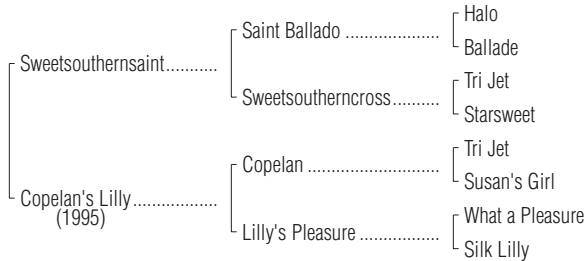 Halo
Saint Ballado ....................
Ballade
Sweetsouthernsaint...........
Tri Jet
Sweetsoutherncross..........
Starsweet
Tri Jet
Copelan ............................
Susan's Girl
Copelan's Lilly.................
(1995)
What a Pleasure
Lilly's Pleasure .................
Silk Lilly